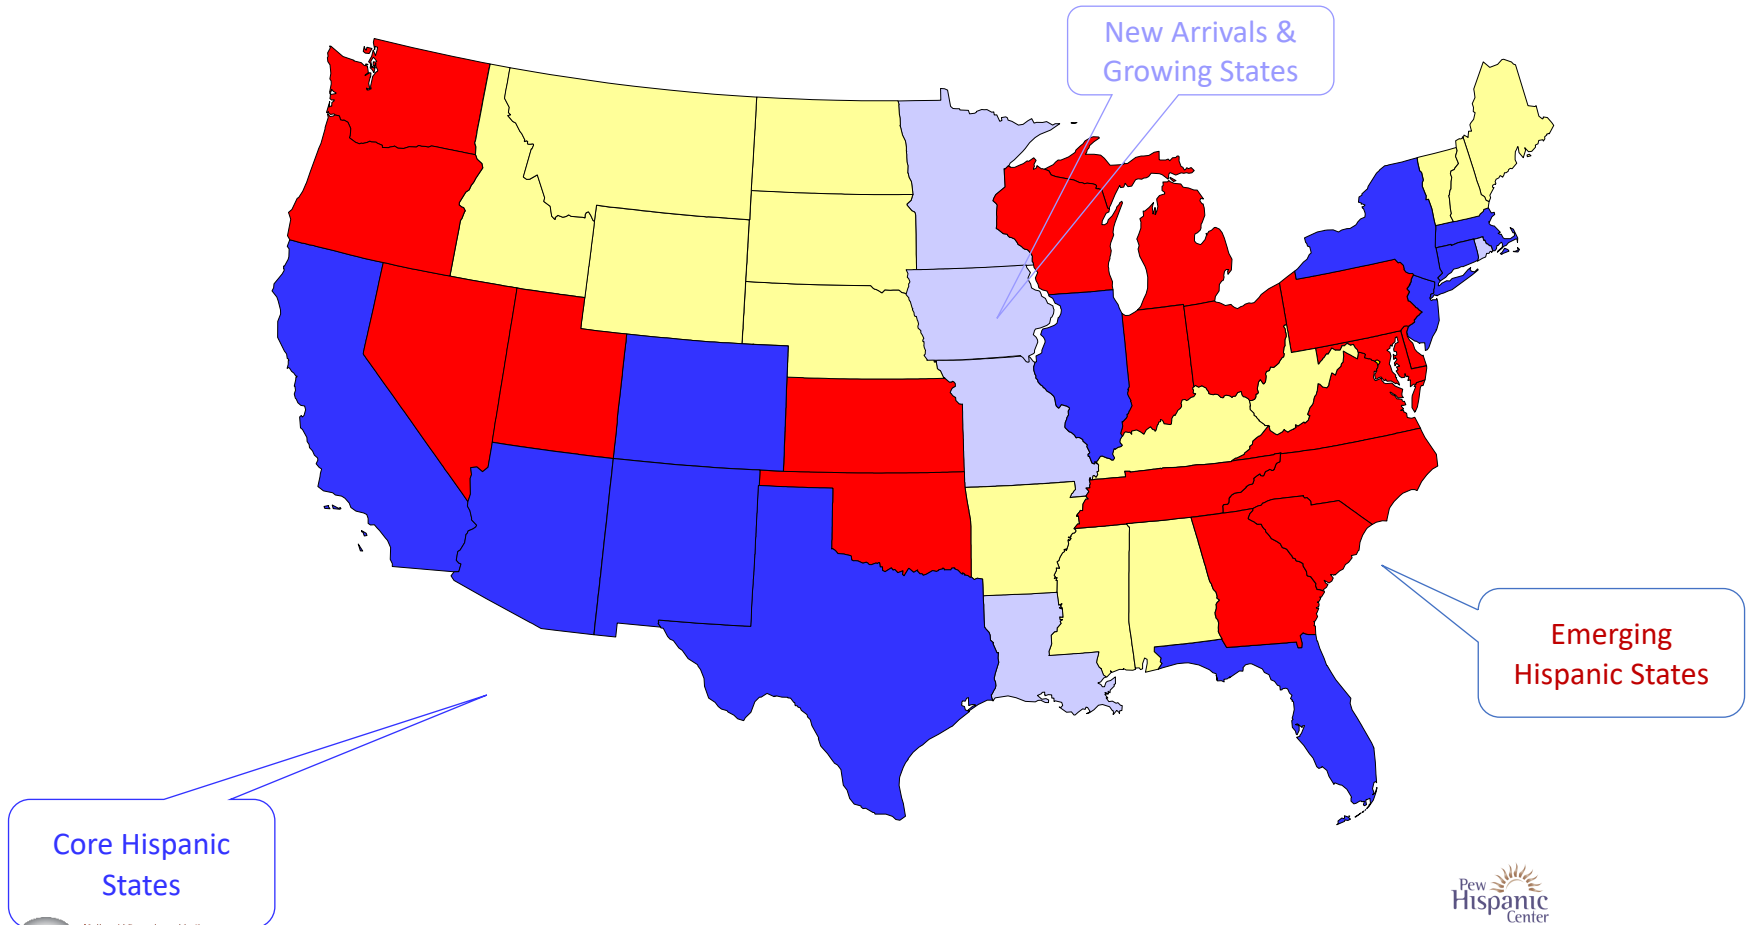 New Arrivals &
Growing States
Emerging
Hispanic States
Core Hispanic
States
Pew
Hispanic
Center